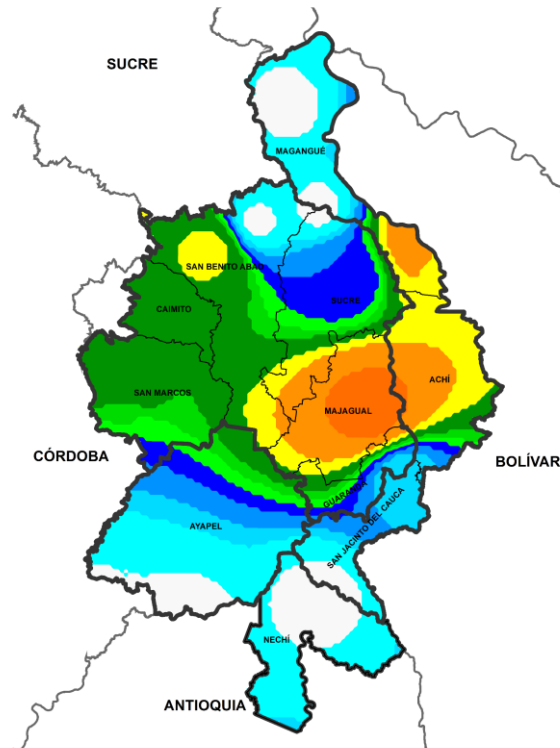 SUCRE
MAGANGUÉ
SAN BENITO ABAD
SUCRE
CAIMITO
ACHÍ
SAN MARCOS
MAJAGUAL
CÓRDOBA
BOLÍVAR
GUARANDA
SAN JACINTO DEL CAUCA
AYAPEL
NECHÍ
ANTIOQUIA